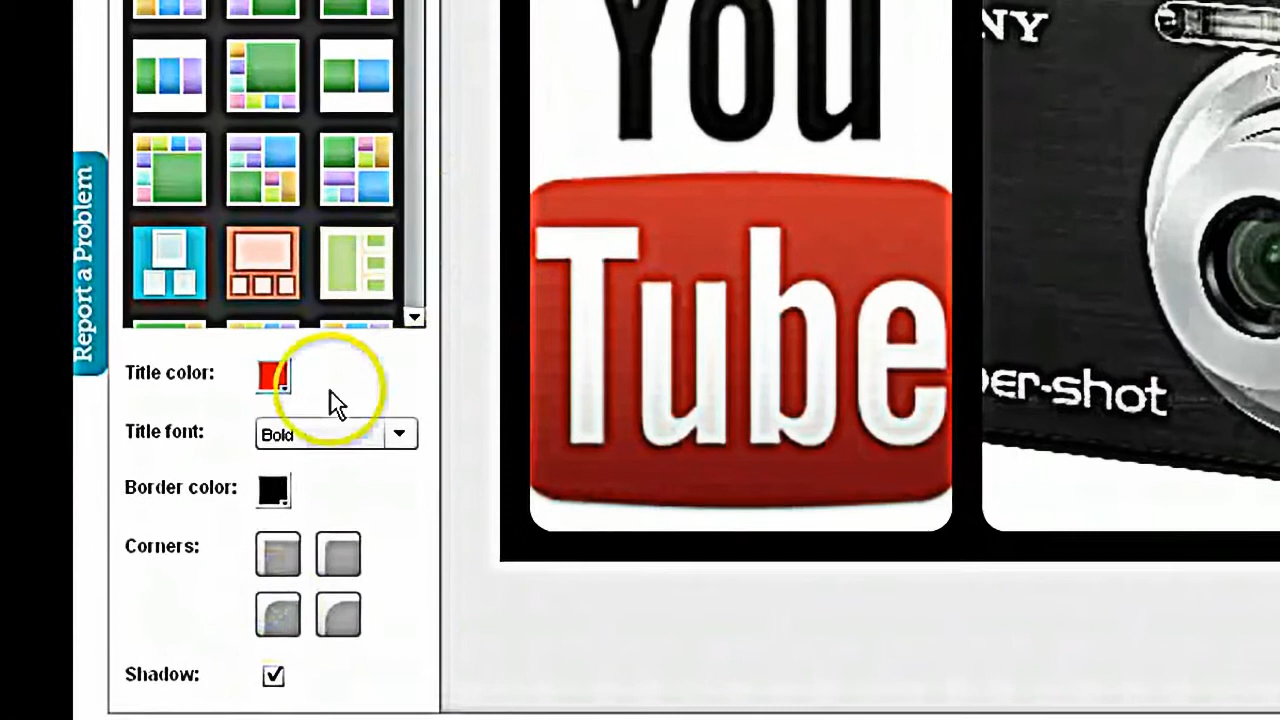 You
Tube
NY
er-shot
Report a Problem
Title color:
Title font:
Bold
Border color:
Corners:
Shadow: